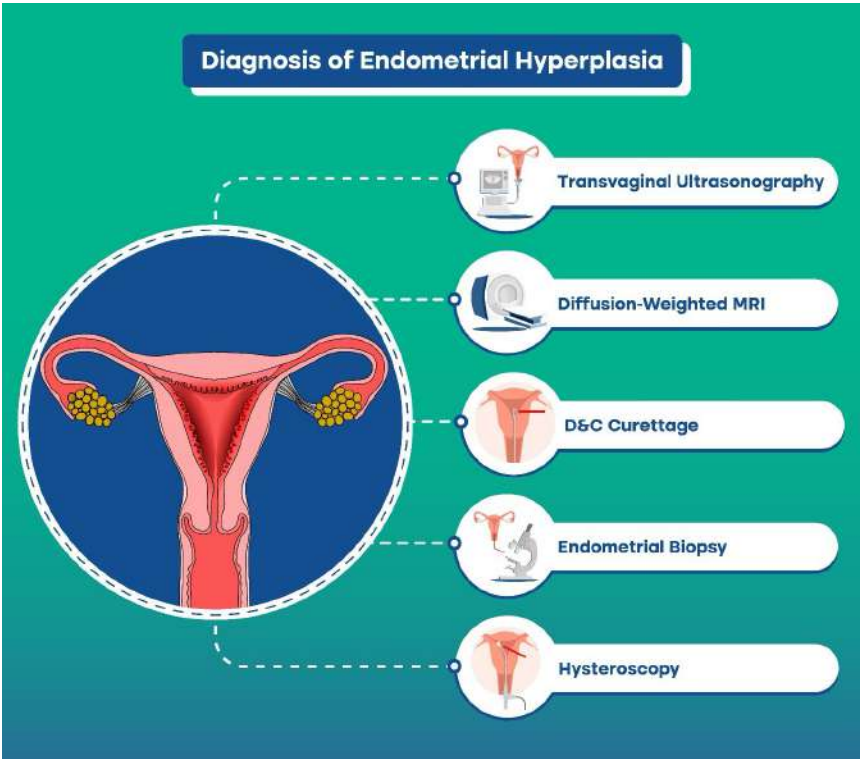 Diagnosis of Endometrial Hyperplasia
Transvaginal Ultrasonography
Diffusion-Weighted MRI
D&C Curettage
Endometrial Biopsy
Hysteroscopy